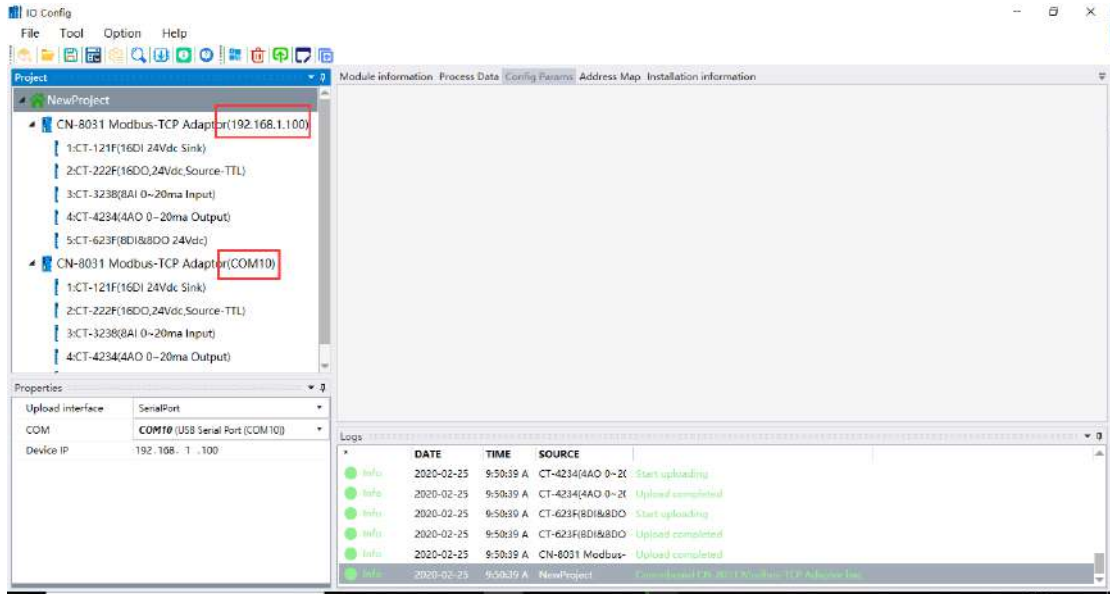 IO Config
File Tool Option Help
Project
NewProject
CN-8031 Modbus-TCP Adaptor(192.168.1.100)
1:CT-121F(16DI 24Vdc Sink)
2:CT-222F(16DO,24Vdc,Source-TTL)
3:CT-3238(8AI 0~20ma Input)
4:CT-4234(4AO 0~20ma Output)
5:CT-623F(8DI&8DO 24Vdc)
CN-8031 Modbus-TCP Adaptor(COM10)
1:CT-121F(16DI 24Vdc Sink)
2:CT-222F(16DO,24Vdc,Source-TTL)
3:CT-3238(8AI 0~20ma Input)
4:CT-4234(4AO 0~20ma Output)
Properties
Upload interface SerialPort
COM COM10 (USB Serial Port (COM10))
Device IP 192.168. 1 .100
Module information Process Data Config Params Address Map Installation information
Logs
DATE TIME SOURCE
Info 2020-02-25 9:50:39 A CT-4234(4AO 0~20 Start uploading
Info 2020-02-25 9:50:39 A CT-4234(4AO 0~20 Upload completed
Info 2020-02-25 9:50:39 A CT-623F(8DI&8DO Start uploading
Info 2020-02-25 9:50:39 A CT-623F(8DI&8DO Upload completed
Info 2020-02-25 9:50:39 A CN-8031 Modbus- Upload completed
Info 2020-02-25 9:50:39 A NewProject CN-8031 Modbus-TCP Adaptor